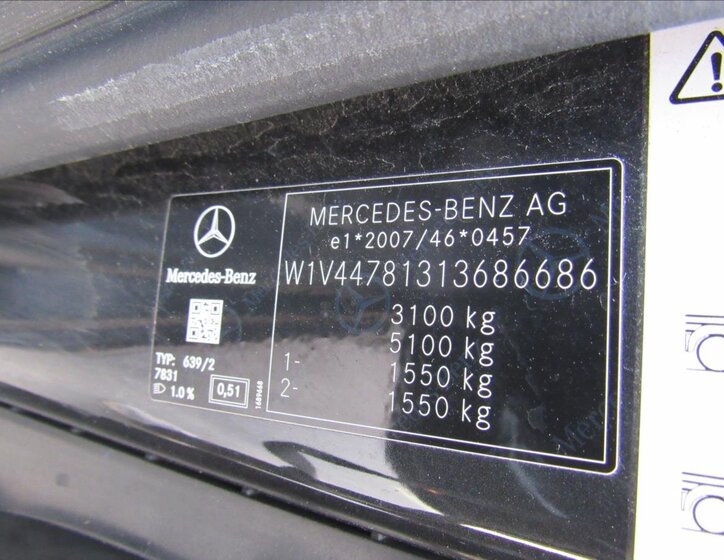 MERCEDES-BENZ AG
e1*2007/46*0457
W1V44781313686686
3100 kg
5100 kg
1- 1550 kg
2- 1550 kg
Mercedes-Benz
TYP: 639/2
7831
1.0% 0,51
1689668